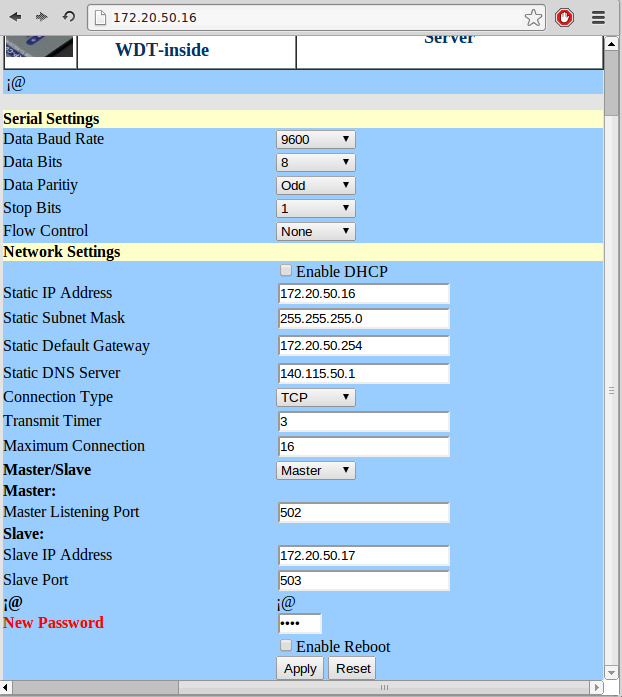 172.20.50.16
WDT-inside
Server
¡@
Serial Settings
Data Baud Rate 9600
Data Bits 8
Data Paritiy Odd
Stop Bits 1
Flow Control None
Network Settings
Enable DHCP
Static IP Address 172.20.50.16
Static Subnet Mask 255.255.255.0
Static Default Gateway 172.20.50.254
Static DNS Server 140.115.50.1
Connection Type TCP
Transmit Timer 3
Maximum Connection 16
Master/Slave Master
Master:
Master Listening Port 502
Slave:
Slave IP Address 172.20.50.17
Slave Port 503
¡@ ¡@
New Password ••••
Enable Reboot
Apply Reset